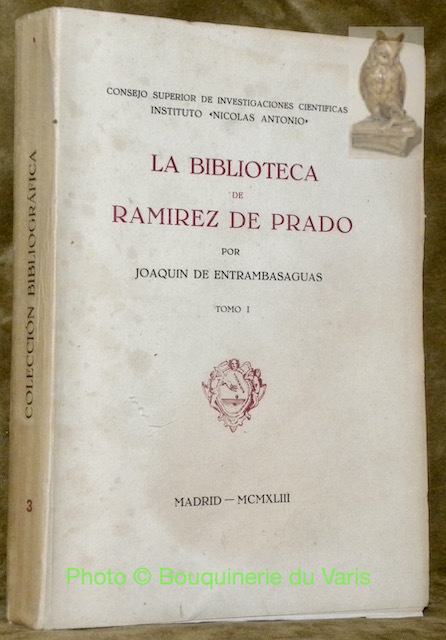 CONSEJO SUPERIOR DE INVESTIGACIONES CIENTIFICAS
INSTITUTO «NICOLAS ANTONIO»
LA BIBLIOTECA
DE
RAMIREZ DE PRADO
POR
JOAQUIN DE ENTRAMBASAGUAS
TOMO I
MADRID — MCMXLIII
COLECCIÓN BIBLIOGRÁFICA
3
Photo © Bouquinerie du Varis